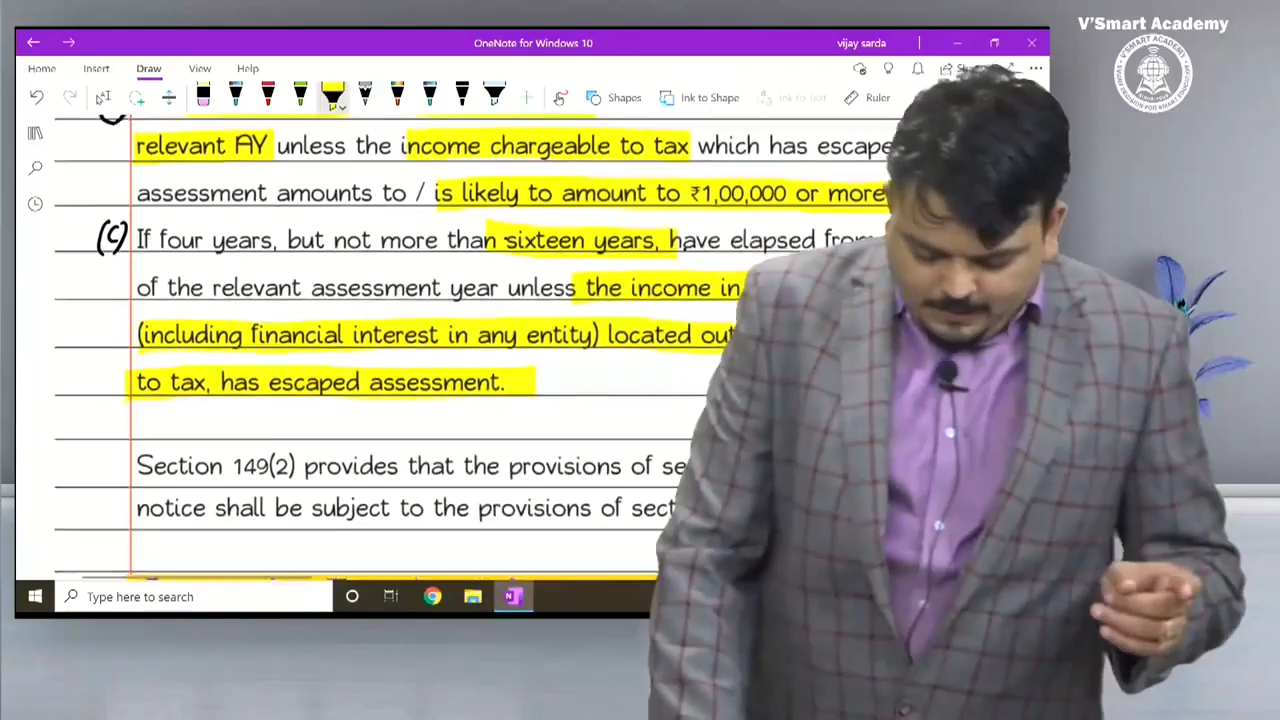 V'Smart Academy
OneNote for Windows 10
vijay sarda
Home Insert Draw View Help
Shapes Ink to Shape Ink to Text Ruler
relevant AY unless the income chargeable to tax which has escape
assessment amounts to / is likely to amount to ₹1,00,000 or more
(c) If four years, but not more than sixteen years, have elapsed from
of the relevant assessment year unless the income in
(including financial interest in any entity) located out
to tax, has escaped assessment.
Section 149(2) provides that the provisions of se
notice shall be subject to the provisions of sect
Type here to search